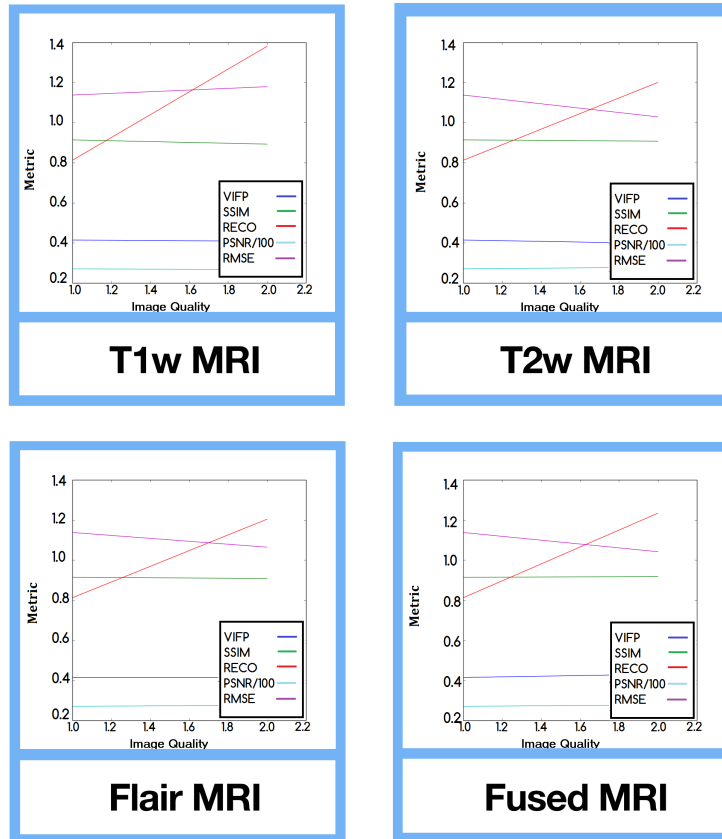 1.4
1.2
1.0
0.8
0.6
0.4
0.2
Metric
VIFP
SSIM
RECO
PSNR/100
RMSE
1.0 1.2 1.4 1.6 1.8 2.0 2.2
Image Quality
T1w MRI
1.4
1.2
1.0
0.8
0.6
0.4
0.2
Metric
VIFP
SSIM
RECO
PSNR/100
RMSE
1.0 1.2 1.4 1.6 1.8 2.0 2.2
Image Quality
T2w MRI
1.4
1.2
1.0
0.8
0.6
0.4
0.2
Metric
VIFP
SSIM
RECO
PSNR/100
RMSE
1.0 1.2 1.4 1.6 1.8 2.0 2.2
Image Quality
Flair MRI
1.4
1.2
1.0
0.8
0.6
0.4
0.2
Metric
VIFP
SSIM
RECO
PSNR/100
RMSE
1.0 1.2 1.4 1.6 1.8 2.0 2.2
Image Quality
Fused MRI